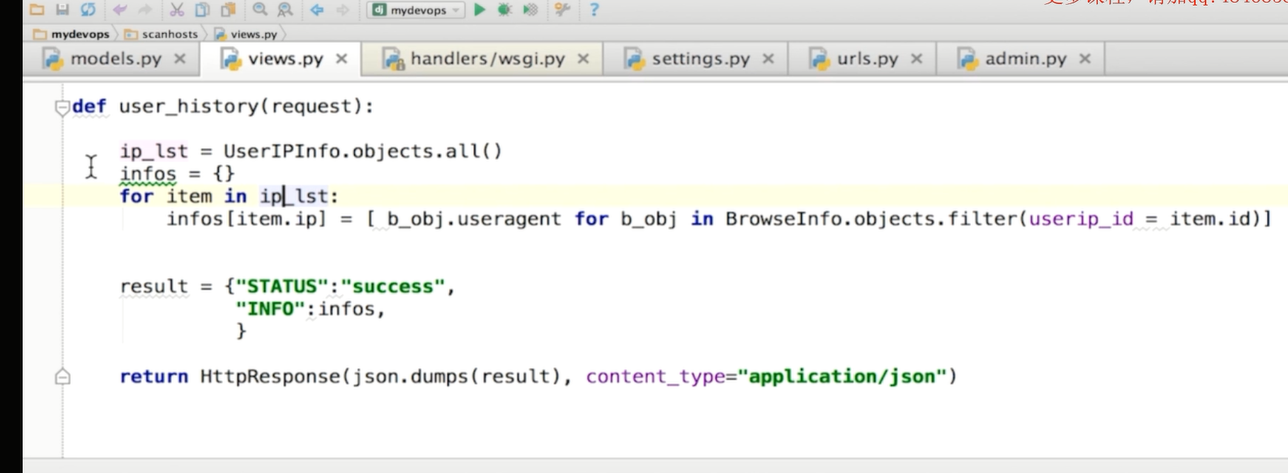 mydevops
mydevops scanhosts views.py
models.py views.py handlers/wsgi.py settings.py urls.py admin.py
def user_history(request):
ip_lst = UserIPInfo.objects.all()
infos = {}
for item in ip_lst:
infos[item.ip] = [ b_obj.useragent for b_obj in BrowseInfo.objects.filter(userip_id = item.id)]
result = {"STATUS":"success",
"INFO":infos,
}
return HttpResponse(json.dumps(result), content_type="application/json")